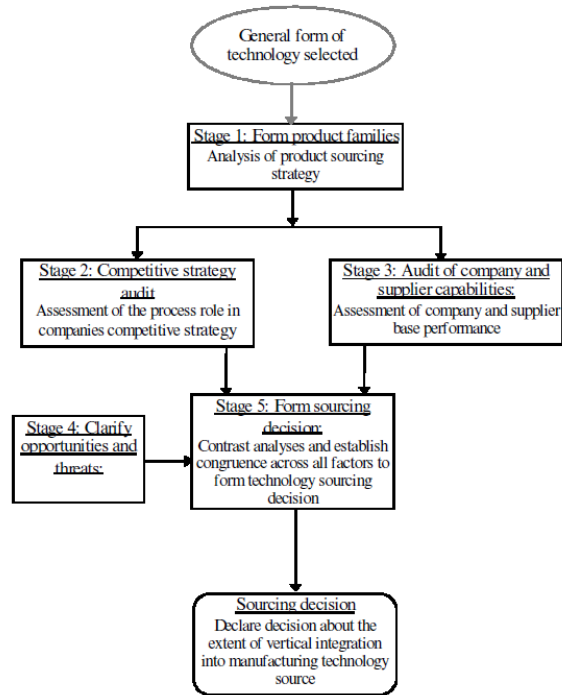 General form of
technology selected
Stage 1: Form product families
Analysis of product sourcing
strategy
Stage 2: Competitive strategy
audit
Assessment of the process role in
companies competitive strategy
Stage 3: Audit of company and
supplier capabilities:
Assessment of company and supplier
base performance
Stage 4: Clarify
opportunities and
threats:
Stage 5: Form sourcing
decision:
Contrast analyses and establish
congruence across all factors to
form technology sourcing
decision
Sourcing decision
Declare decision about the
extent of vertical integration
into manufacturing technology
source